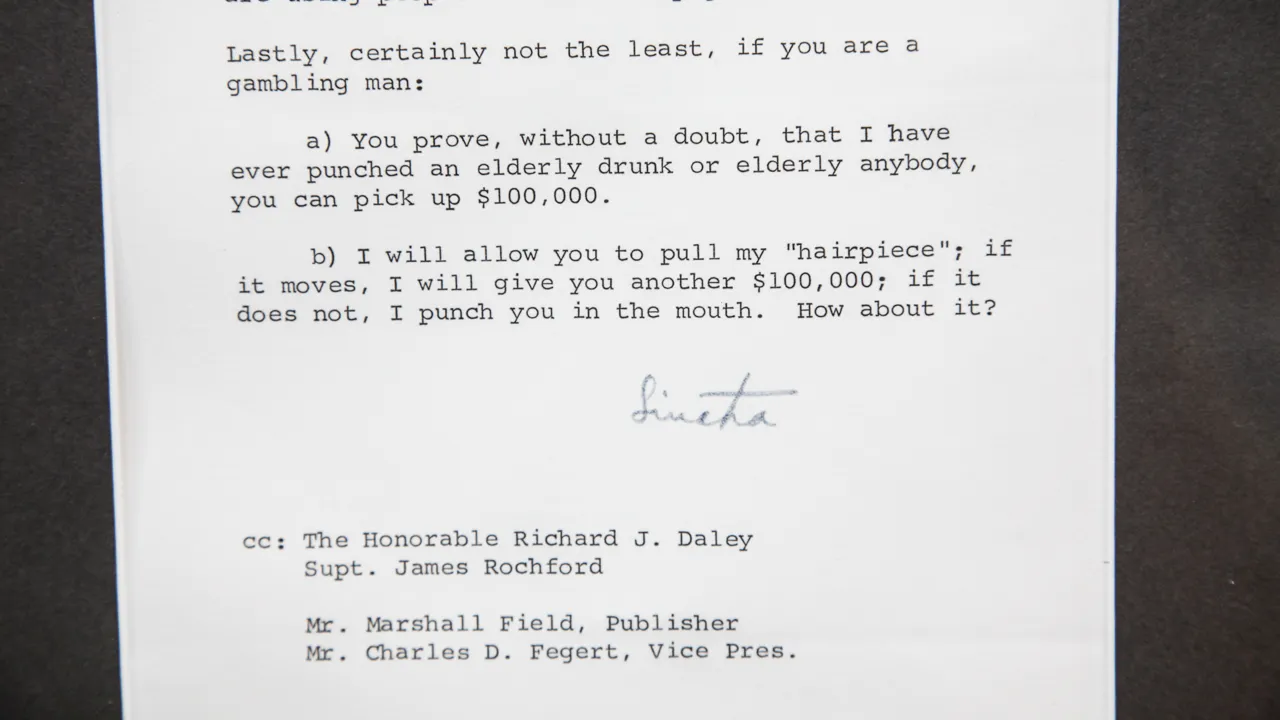 Lastly, certainly not the least, if you are a
gambling man:
a) You prove, without a doubt, that I have
ever punched an elderly drunk or elderly anybody,
you can pick up $100,000.
b) I will allow you to pull my "hairpiece"; if
it moves, I will give you another $100,000; if it
does not, I punch you in the mouth. How about it?
Sinatra
cc: The Honorable Richard J. Daley
Supt. James Rochford
Mr. Marshall Field, Publisher
Mr. Charles D. Fegert, Vice Pres.